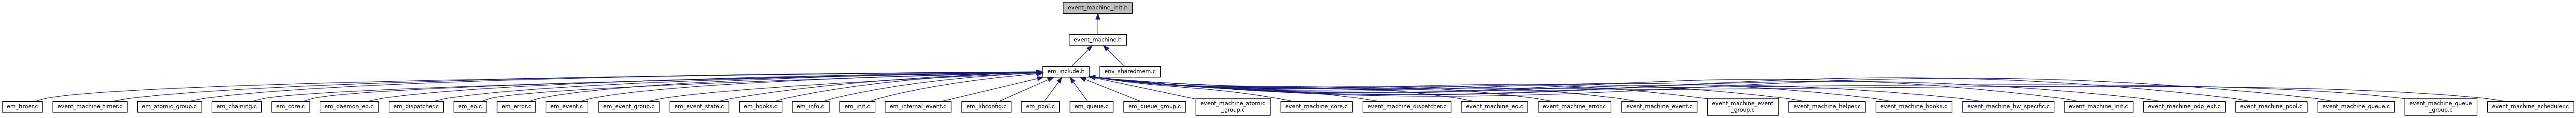 event_machine_init.h
event_machine.h
em_include.h
env_sharedmem.c
em_timer.c
event_machine_timer.c
em_atomic_group.c
em_chaining.c
em_core.c
em_daemon_eo.c
em_dispatcher.c
em_eo.c
em_error.c
em_event.c
em_event_group.c
em_event_state.c
em_hooks.c
em_info.c
em_init.c
em_internal_event.c
em_libconfig.c
em_pool.c
em_queue.c
em_queue_group.c
event_machine_atomic
_group.c
event_machine_core.c
event_machine_dispatcher.c
event_machine_eo.c
event_machine_error.c
event_machine_event.c
event_machine_event
_group.c
event_machine_helper.c
event_machine_hooks.c
event_machine_hw_specific.c
event_machine_init.c
event_machine_odp_ext.c
event_machine_pool.c
event_machine_queue.c
event_machine_queue
_group.c
event_machine_scheduler.c